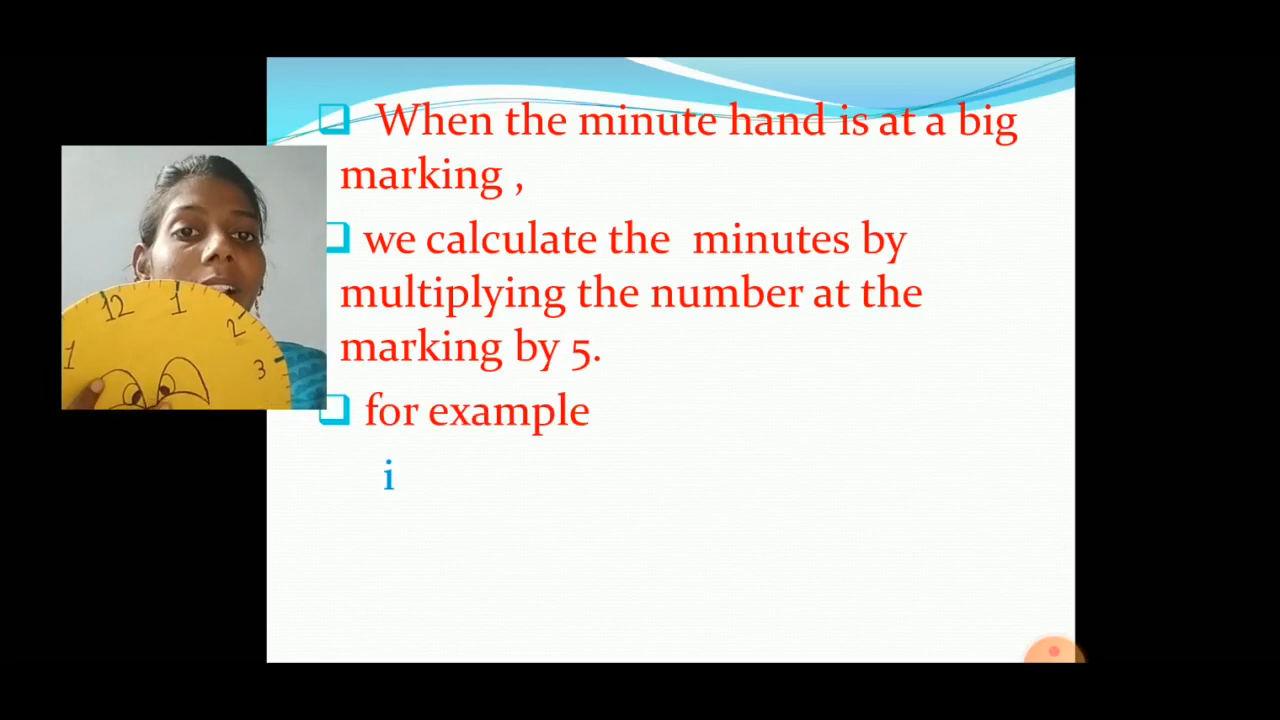 When the minute hand is at a big
marking ,
we calculate the minutes by
multiplying the number at the
marking by 5.
for example
i
12
1
2
3
1